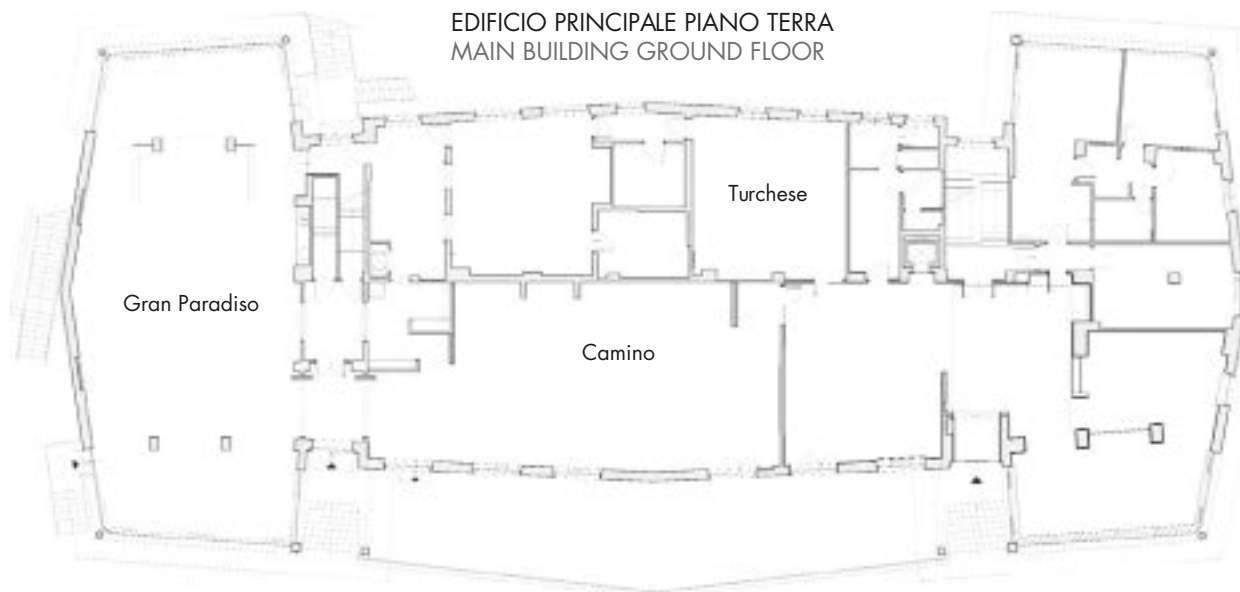 EDIFICIO PRINCIPALE PIANO TERRA
MAIN BUILDING GROUND FLOOR
Turchese
Gran Paradiso
Camino